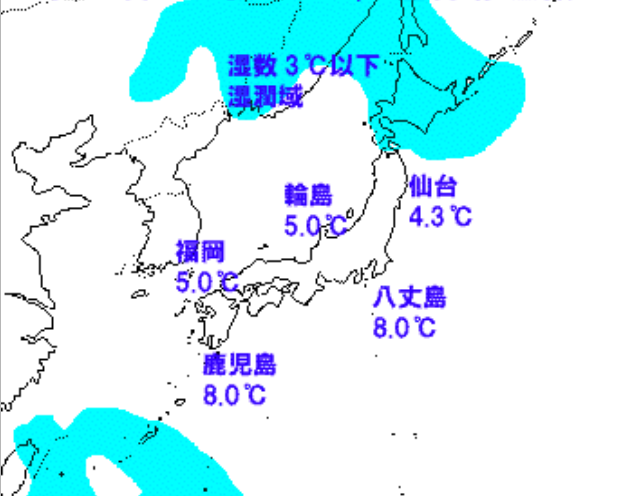 湿数 3℃以下
湿潤域
輪島
5.0℃
仙台
4.3℃
福岡
5.0℃
八丈島
8.0℃
鹿児島
8.0℃